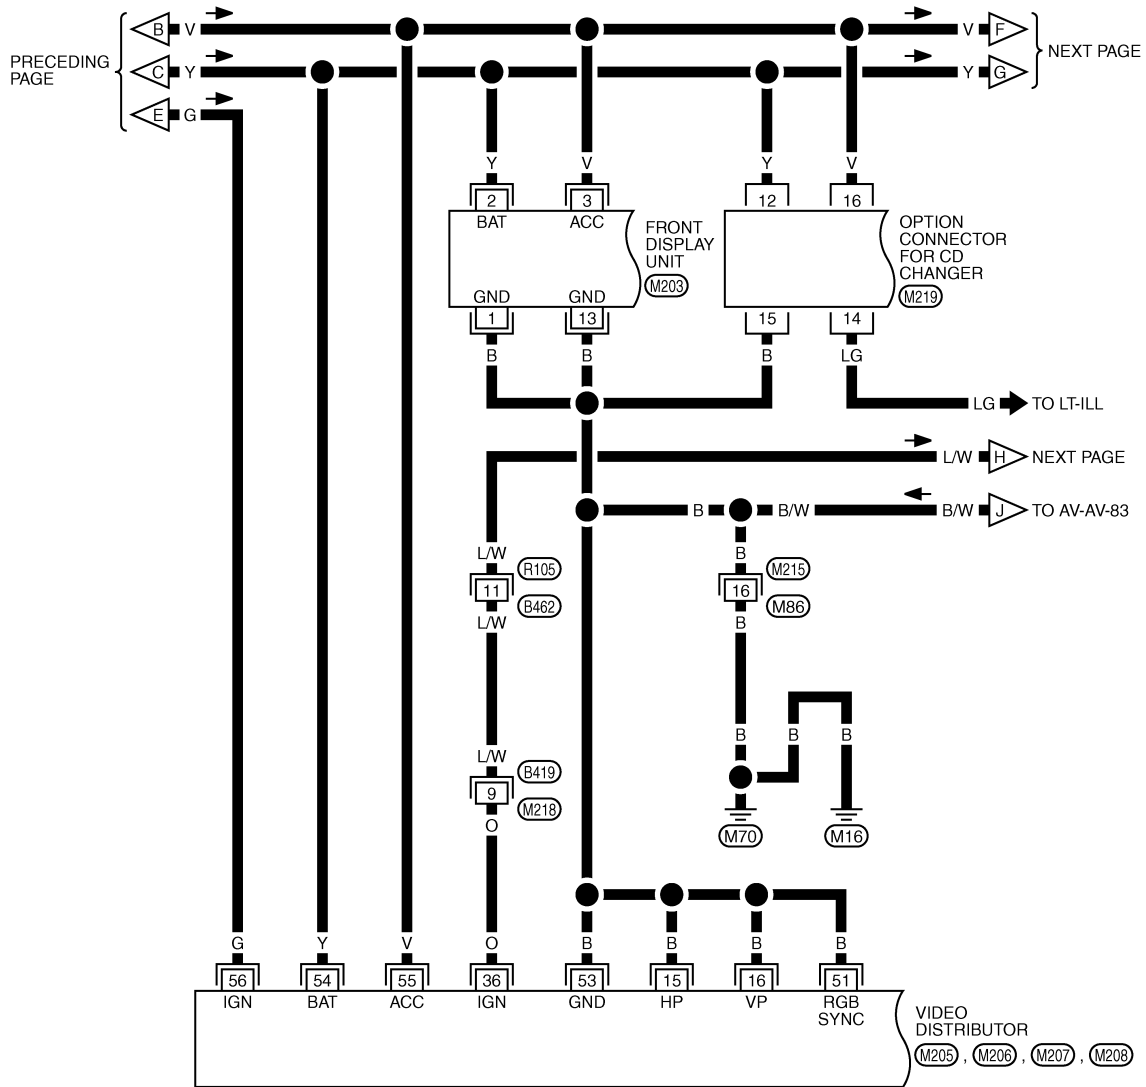 B V V F
PRECEDING PAGE
NEXT PAGE
C Y Y G
E G
Y V Y V
2 3 12 16
BAT ACC
FRONT
DISPLAY
UNIT
M203
OPTION
CONNECTOR
FOR CD
CHANGER
M219
GND GND
1 13 15 14
B B B LG
LG TO LT-ILL
L/W H NEXT PAGE
B B/W B/W J TO AV-AV-83
L/W R105 B M215
11 16
B462 M86
L/W B
B B B
L/W B419
9
M218
O
M70 M16
G Y V O B B B B
56 54 55 36 53 15 16 51
IGN BAT ACC IGN GND HP VP RGB
SYNC
VIDEO
DISTRIBUTOR
M205 , M206 , M207 , M208